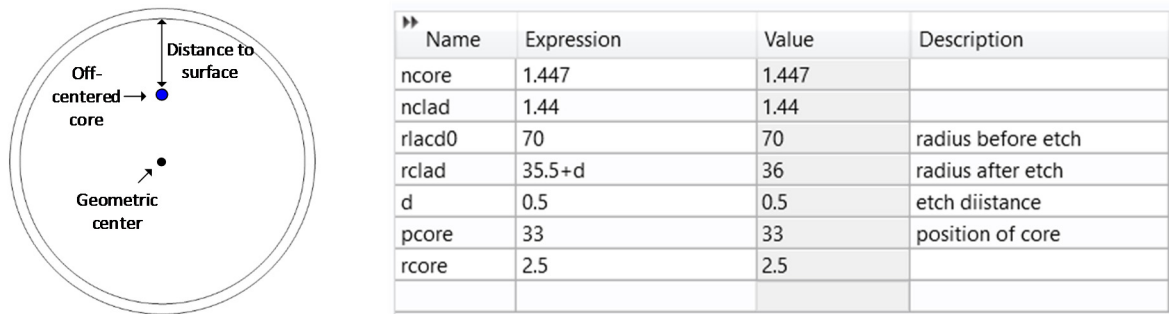 Distance to
surface
Off-
centered
core
Geometric
center
Name Expression Value Description
ncore 1.447 1.447
nclad 1.44 1.44
rlacd0 70 70 radius before etch
rclad 35.5+d 36 radius after etch
d 0.5 0.5 etch diistance
pcore 33 33 position of core
rcore 2.5 2.5